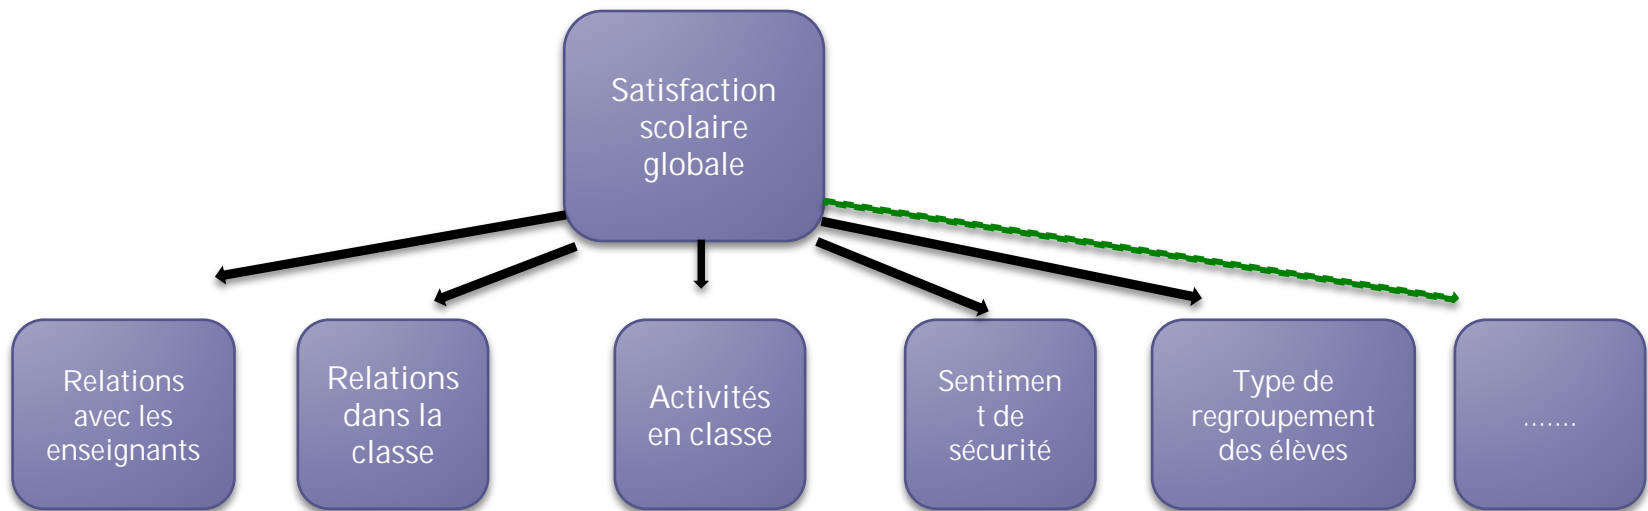 Satisfaction
scolaire
globale
Relations
avec les
enseignants
Relations
dans la
classe
Activités
en classe
Sentimen
t de
sécurité
Type de
regroupement
des élèves
.......